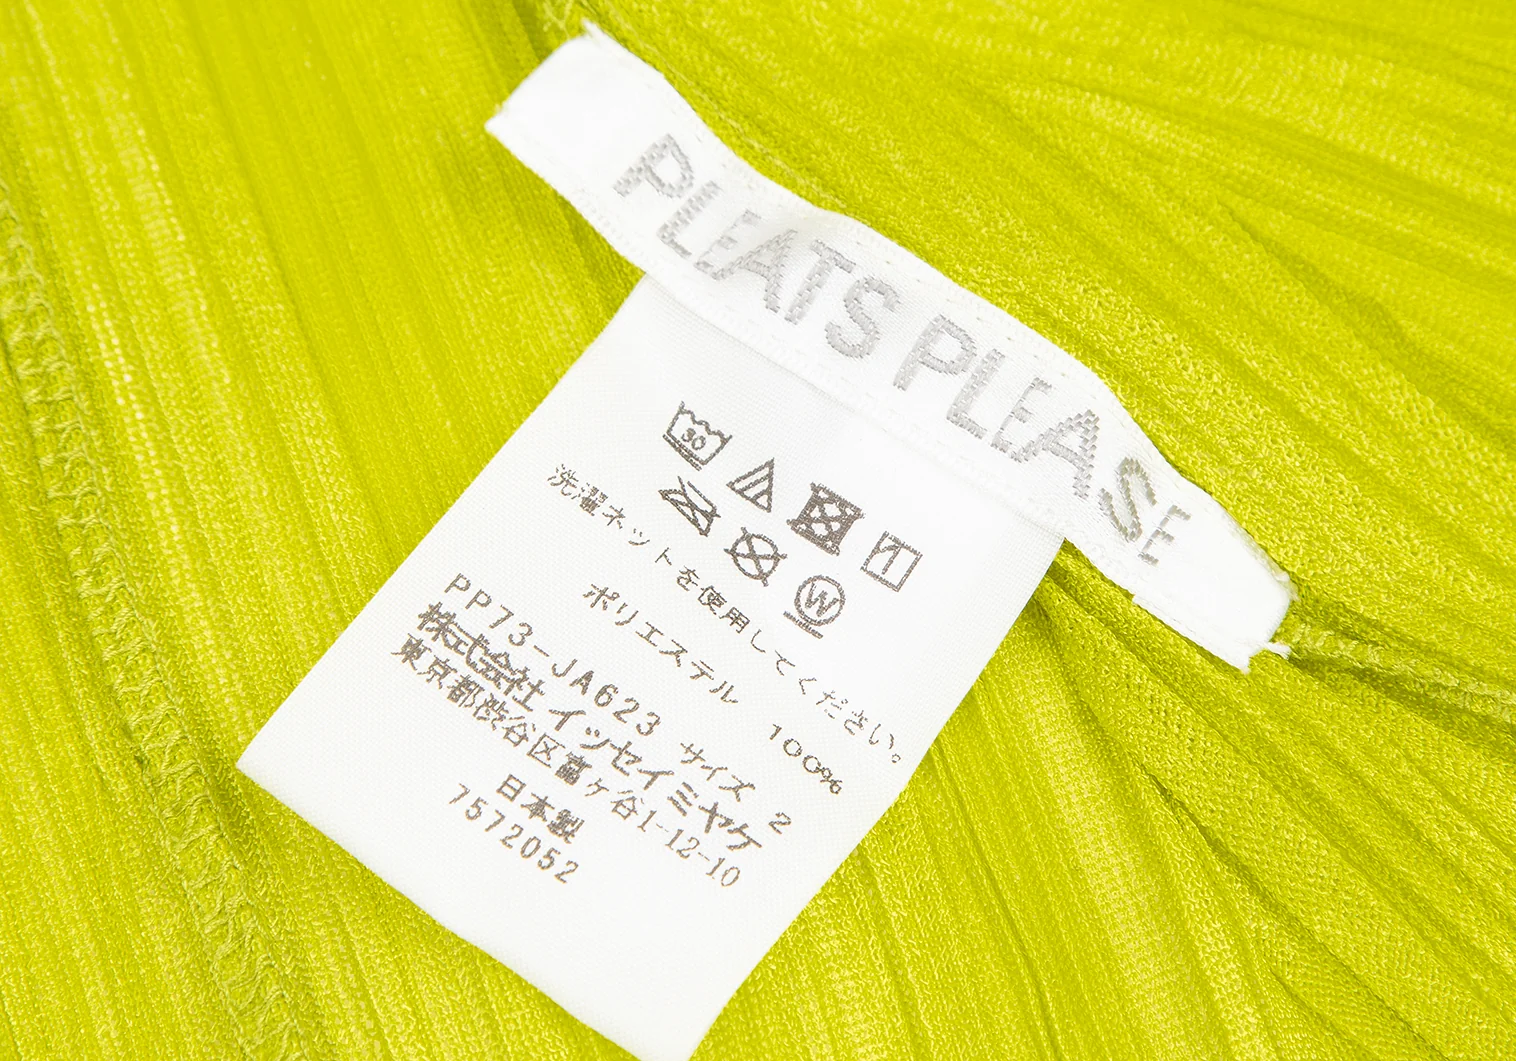 PLEATS PLEASE
30
W
洗濯ネットを使用してください。
ポリエステル 100%
PP73-JA623 サイズ 2
株式会社 イッセイミヤケ
東京都渋谷区富ヶ谷1-12-10
日本製
7572052